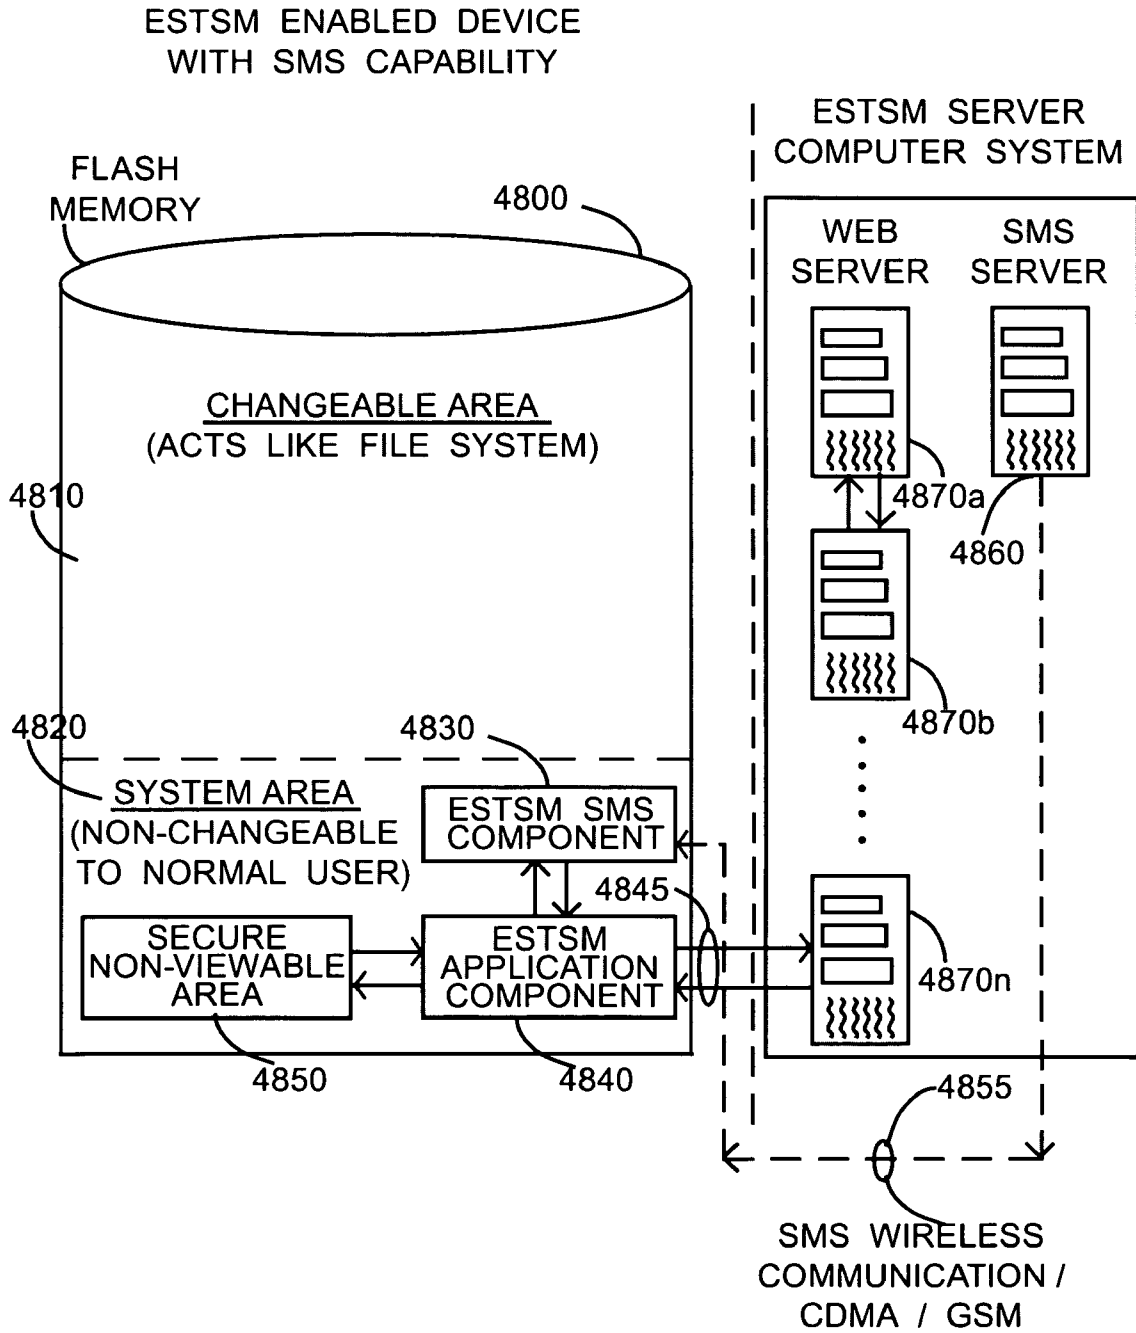 ESTSM ENABLED DEVICE
WITH SMS CAPABILITY
ESTSM SERVER
COMPUTER SYSTEM
FLASH
MEMORY
4800
WEB
SERVER
SMS
SERVER
CHANGEABLE AREA
(ACTS LIKE FILE SYSTEM)
4810
4870a
4860
4870b
4820
4830
SYSTEM AREA
(NON-CHANGEABLE
TO NORMAL USER)
ESTSM SMS
COMPONENT
4845
SECURE
NON-VIEWABLE
AREA
ESTSM
APPLICATION
COMPONENT
4870n
4850
4840
4855
SMS WIRELESS
COMMUNICATION /
CDMA / GSM